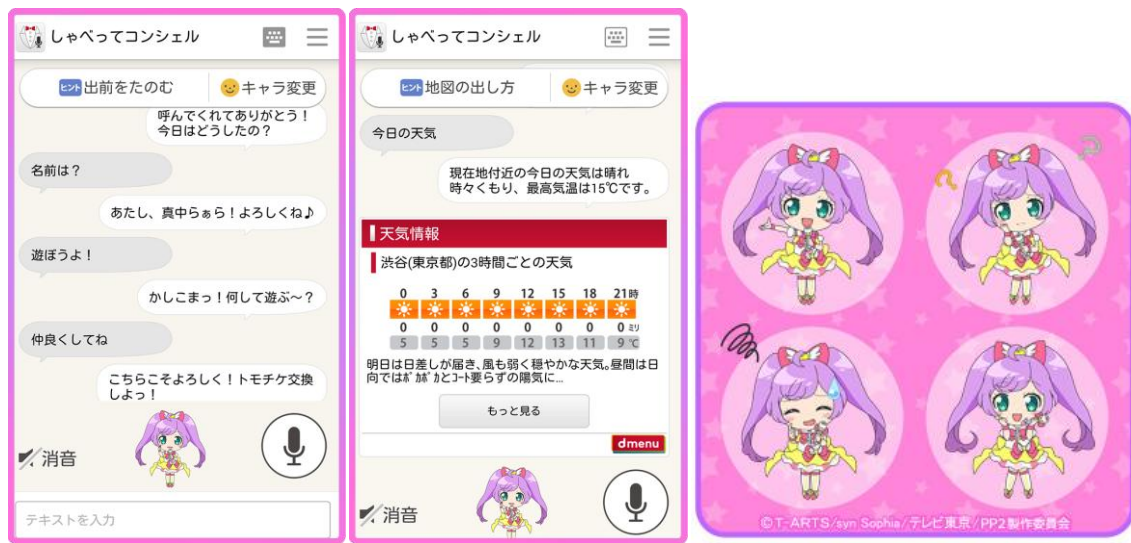 しゃべってコンシェル
ヒント 出前をたのむ
キャラ変更
呼んでくれてありがとう！
今日はどうしたの？
名前は？
あたし、真中らぁら！よろしくね♪
遊ぼうよ！
かしこまっ！何して遊ぶ～？
仲良くしてね
こちらこそよろしく！トモチケ交換
しよっ！
消音
テキストを入力
しゃべってコンシェル
ヒント 地図の出し方
キャラ変更
今日の天気
現在地付近の今日の天気は晴れ
時々くもり、最高気温は15℃です。
天気情報
渋谷(東京都)の3時間ごとの天気
0 3 6 9 12 15 18 21時
0 0 0 0 0 0 0 0 ミリ
5 5 5 9 12 13 11 9 ℃
明日は日差しが届き、風も弱く穏やかな天気。昼間は日
向ではﾎﾟｶﾎﾟｶとｺｰﾄ要らずの陽気に...
もっと見る
dmenu
消音
©T-ARTS/syn Sophia/テレビ東京/PP2製作委員会